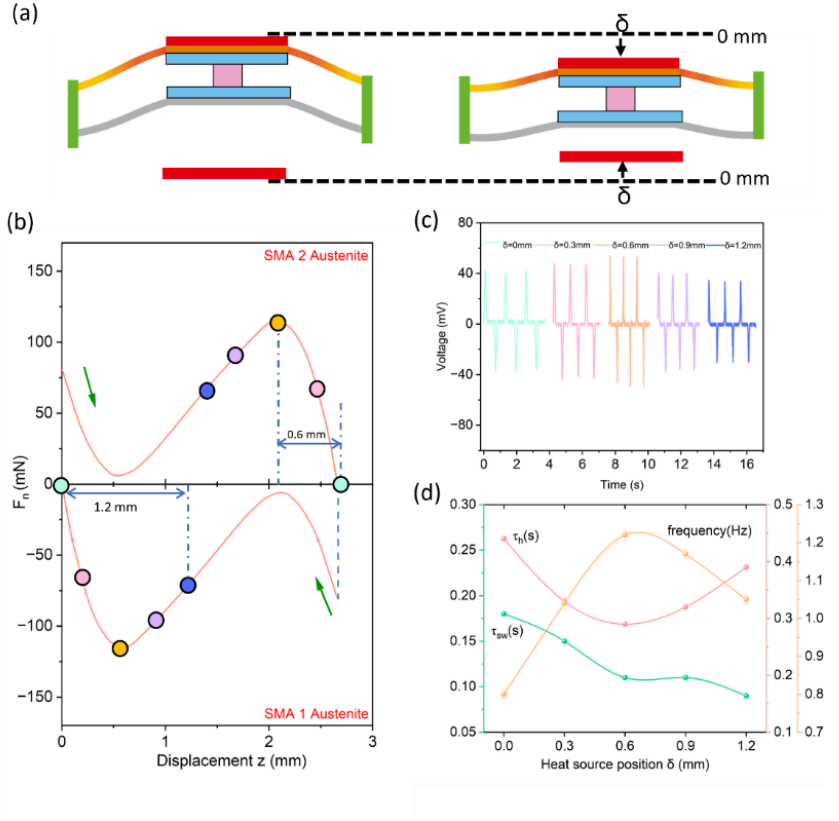 (a)
δ
0 mm
0 mm
δ
(b)
SMA 2 Austenite
150
100
50
0
−50
−100
−150
F_n (mN)
0.6 mm
1.2 mm
SMA 1 Austenite
0 1 2 3
Displacement z (mm)
(c)
80
40
0
−40
−80
Voltage (mV)
δ=0mm δ=0.3mm δ=0.6mm δ=0.9mm δ=1.2mm
0 2 4 6 8 10 12 14 16
Time (s)
(d)
0.30
0.25
0.20
0.15
0.10
0.05
τ_h(s)
frequency(Hz)
τ_sw(s)
0.5
0.4
0.3
0.2
0.1
1.3
1.2
1.1
1.0
0.9
0.8
0.7
0.0 0.3 0.6 0.9 1.2
Heat source position δ (mm)